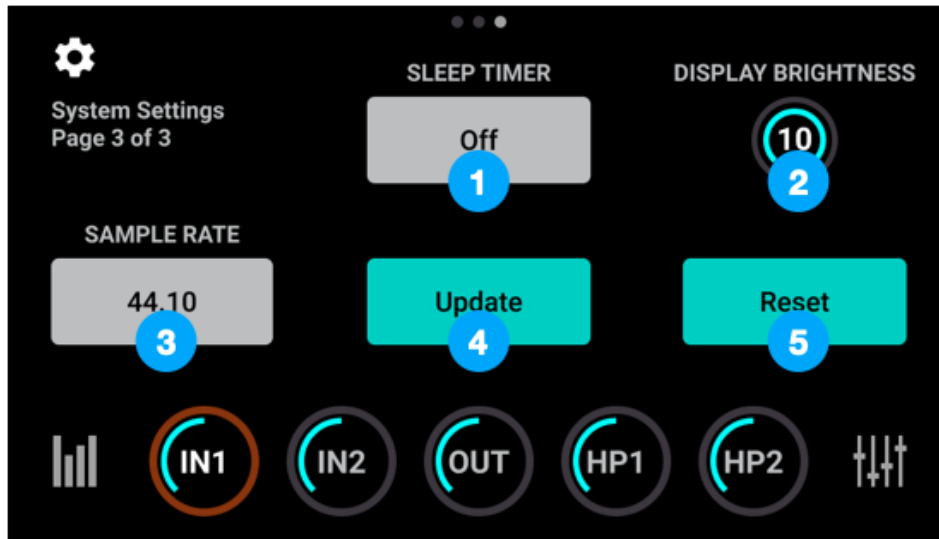 System Settings
Page 3 of 3
SLEEP TIMER
Off
1
DISPLAY BRIGHTNESS
10
2
SAMPLE RATE
44.10
3
Update
4
Reset
5
IN1
IN2
OUT
HP1
HP2